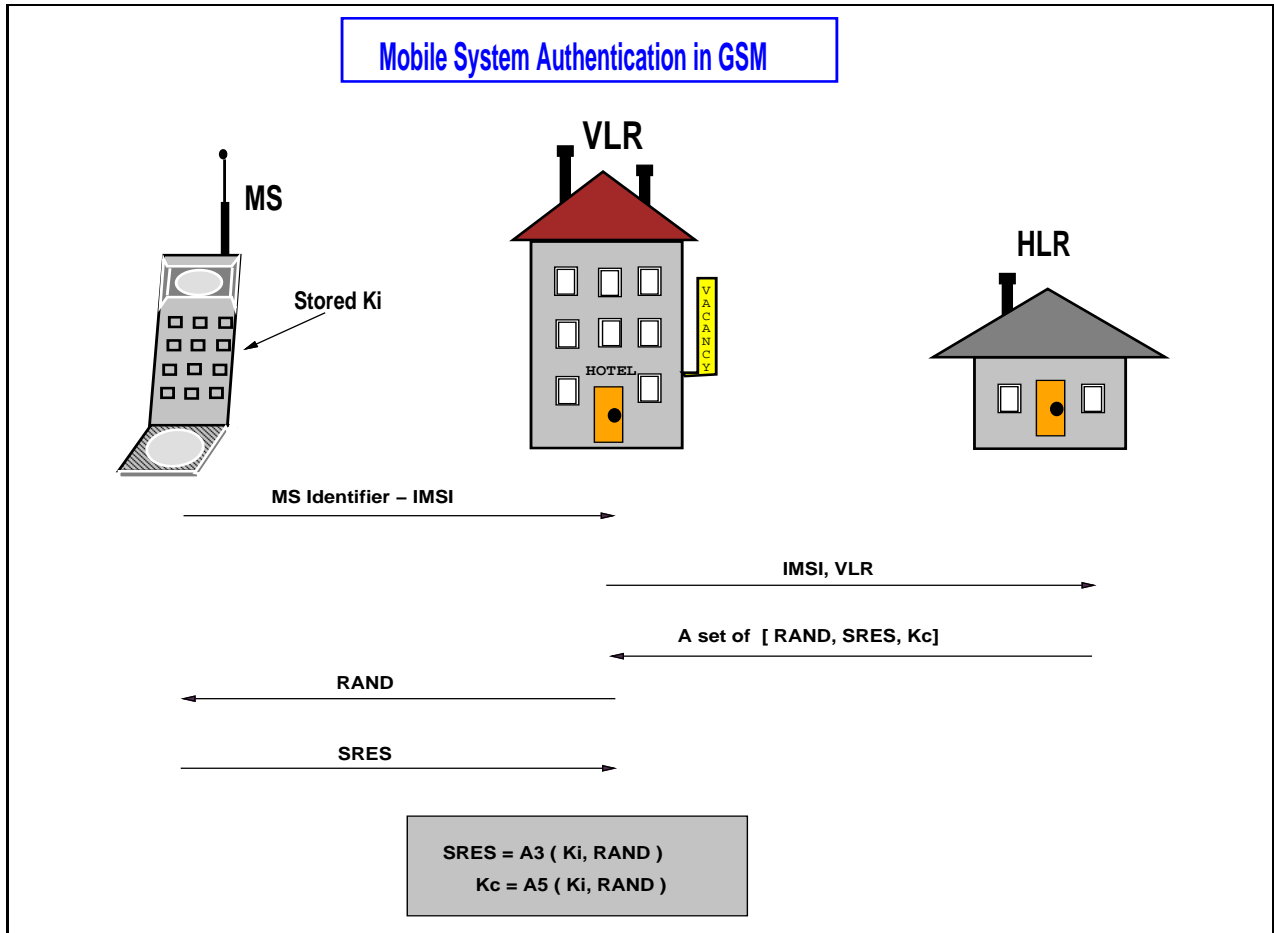 Mobile System Authentication in GSM
VLR
MS
HLR
Stored Ki
VACANCY
HOTEL
MS Identifier – IMSI
IMSI, VLR
A set of [ RAND, SRES, Kc]
RAND
SRES
SRES = A3 ( Ki, RAND )
Kc = A5 ( Ki, RAND )